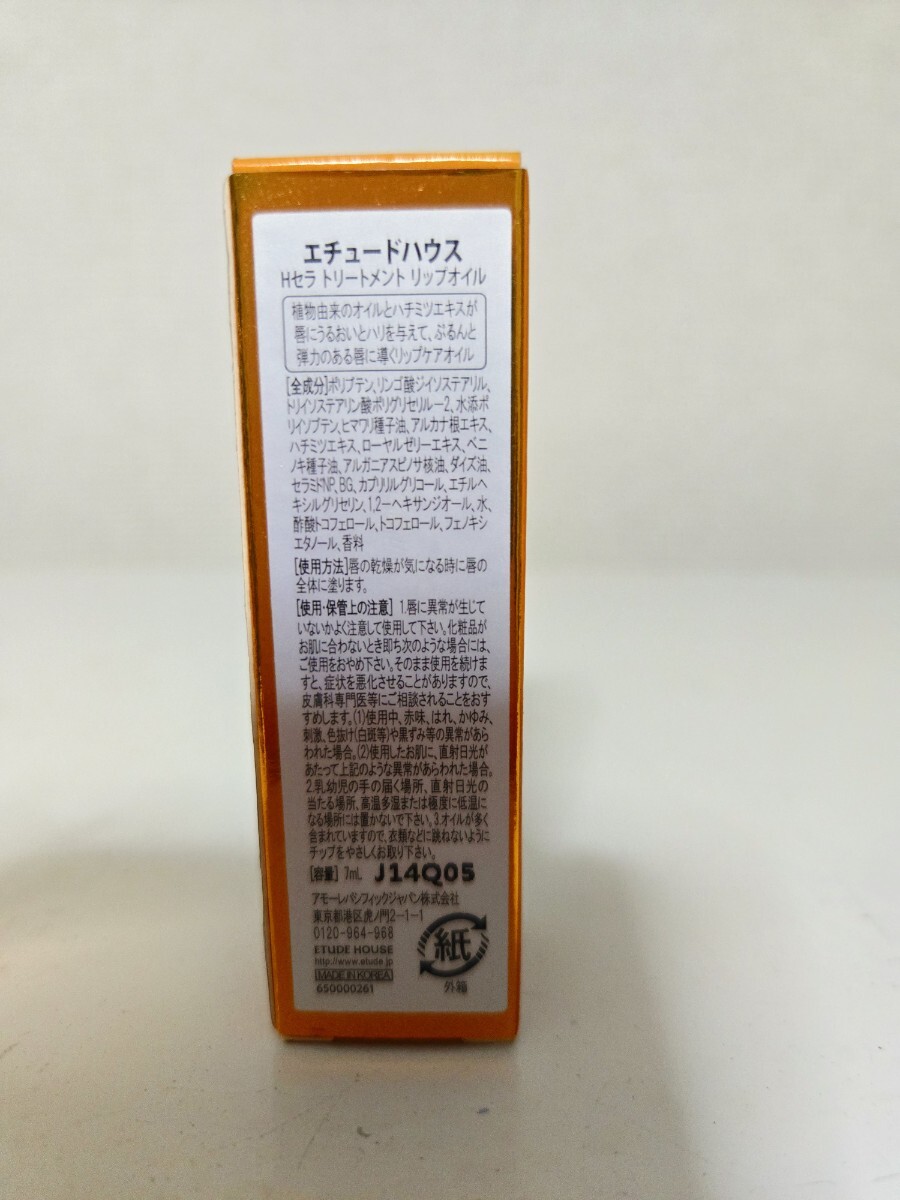 エチュードハウス
Hセラ トリートメント リップオイル
植物由来のオイルとハチミツエキスが
唇にうるおいとハリを与えて、ぷるんと
弾力のある唇に導くリップケアオイル
[全成分]ポリブテン、リンゴ酸ジイソステアリル、
トリイソステアリン酸ポリグリセリル－2、水添ポ
リイソブテン、ヒマワリ種子油、アルカナ根エキス、
ハチミツエキス、ローヤルゼリーエキス、ベニ
ノキ種子油、アルガニアスピノサ核油、ダイズ油、
セラミドNP、BG、カプリリルグリコール、エチルヘ
キシルグリセリン、1,2－ヘキサンジオール、水、
酢酸トコフェロール、トコフェロール、フェノキシ
エタノール、香料
[使用方法]唇の乾燥が気になる時に唇の
全体に塗ります。
[使用・保管上の注意] 1.唇に異常が生じて
いないかよく注意して使用して下さい。化粧品が
お肌に合わないとき即ち次のような場合には、
ご使用をおやめ下さい。そのまま使用を続けま
すと、症状を悪化させることがありますので、
皮膚科専門医等にご相談されることをおす
すめします。(1)使用中、赤味、はれ、かゆみ、
刺激、色抜け(白斑等)や黒ずみ等の異常があら
われた場合。(2)使用したお肌に、直射日光が
あたって上記のような異常があらわれた場合。
2.乳幼児の手の届く場所、直射日光の
当たる場所、高温多湿または極度に低温に
なる場所には置かないで下さい。3.オイルが多く
含まれていますので、衣類などに跳ねないように
チップをやさしくお取り下さい。
[容量] 7mL J14Q05
アモーレパシフィックジャパン株式会社
東京都港区虎ノ門2－1－1
0120-964-968
ETUDE HOUSE
http://www.etude.jp
MADE IN KOREA
650000261
紙
外箱